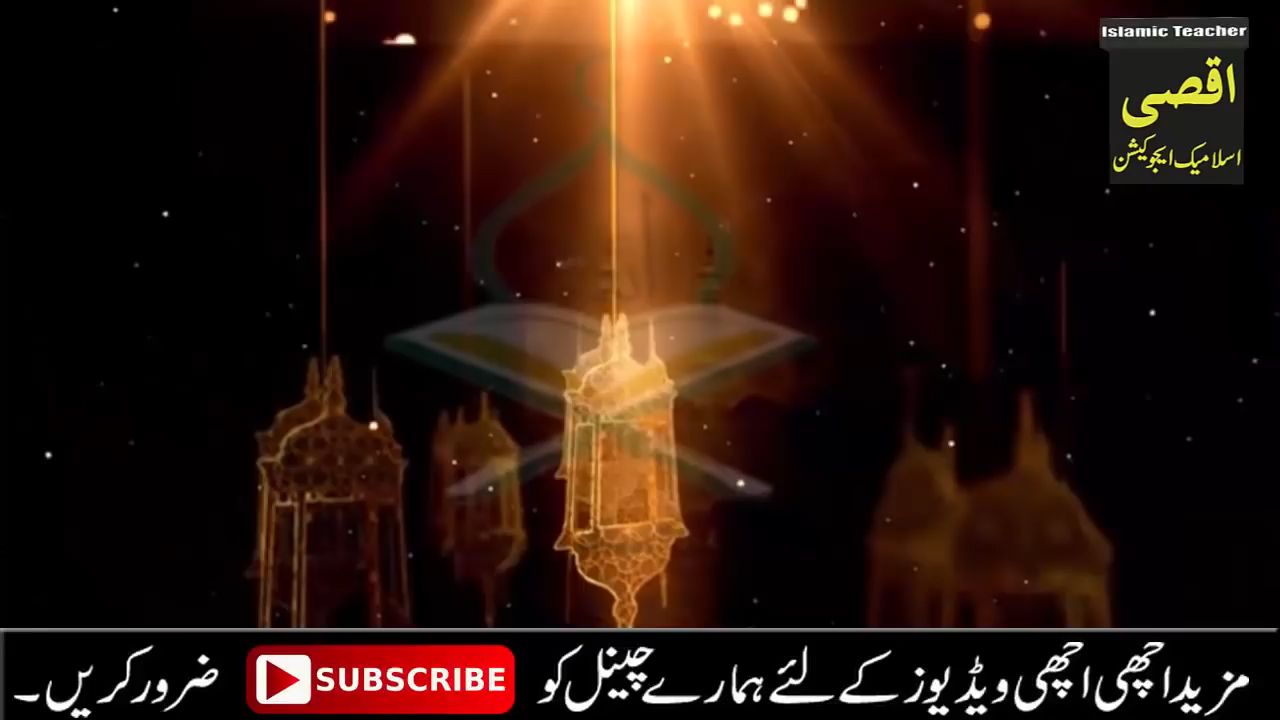 Islamic Teacher
اقصی
اسلامیک ایجوکیشن
مزید اچھی اچھی ویڈیوز کے لئے ہمارے چینل کو SUBSCRIBE ضرور کریں۔